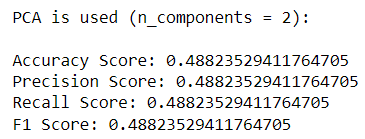 PCA is used (n_components = 2):
Accuracy Score: 0.48823529411764705
Precision Score: 0.48823529411764705
Recall Score: 0.48823529411764705
F1 Score: 0.48823529411764705